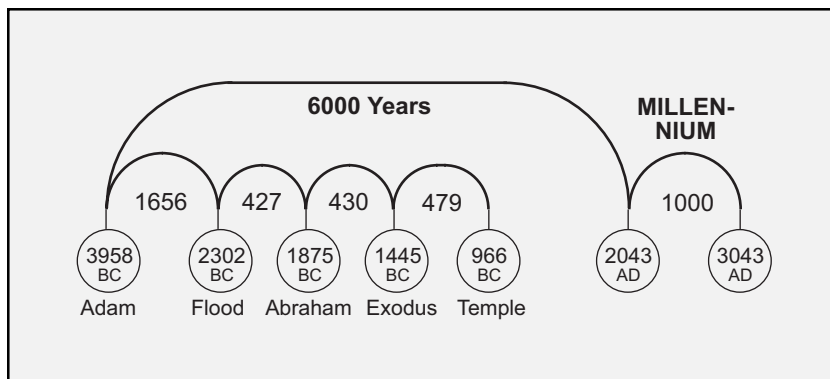 6000 Years
MILLEN-
NIUM
1656
427
430
479
1000
3958
BC
2302
BC
1875
BC
1445
BC
966
BC
2043
AD
3043
AD
Adam
Flood
Abraham
Exodus
Temple